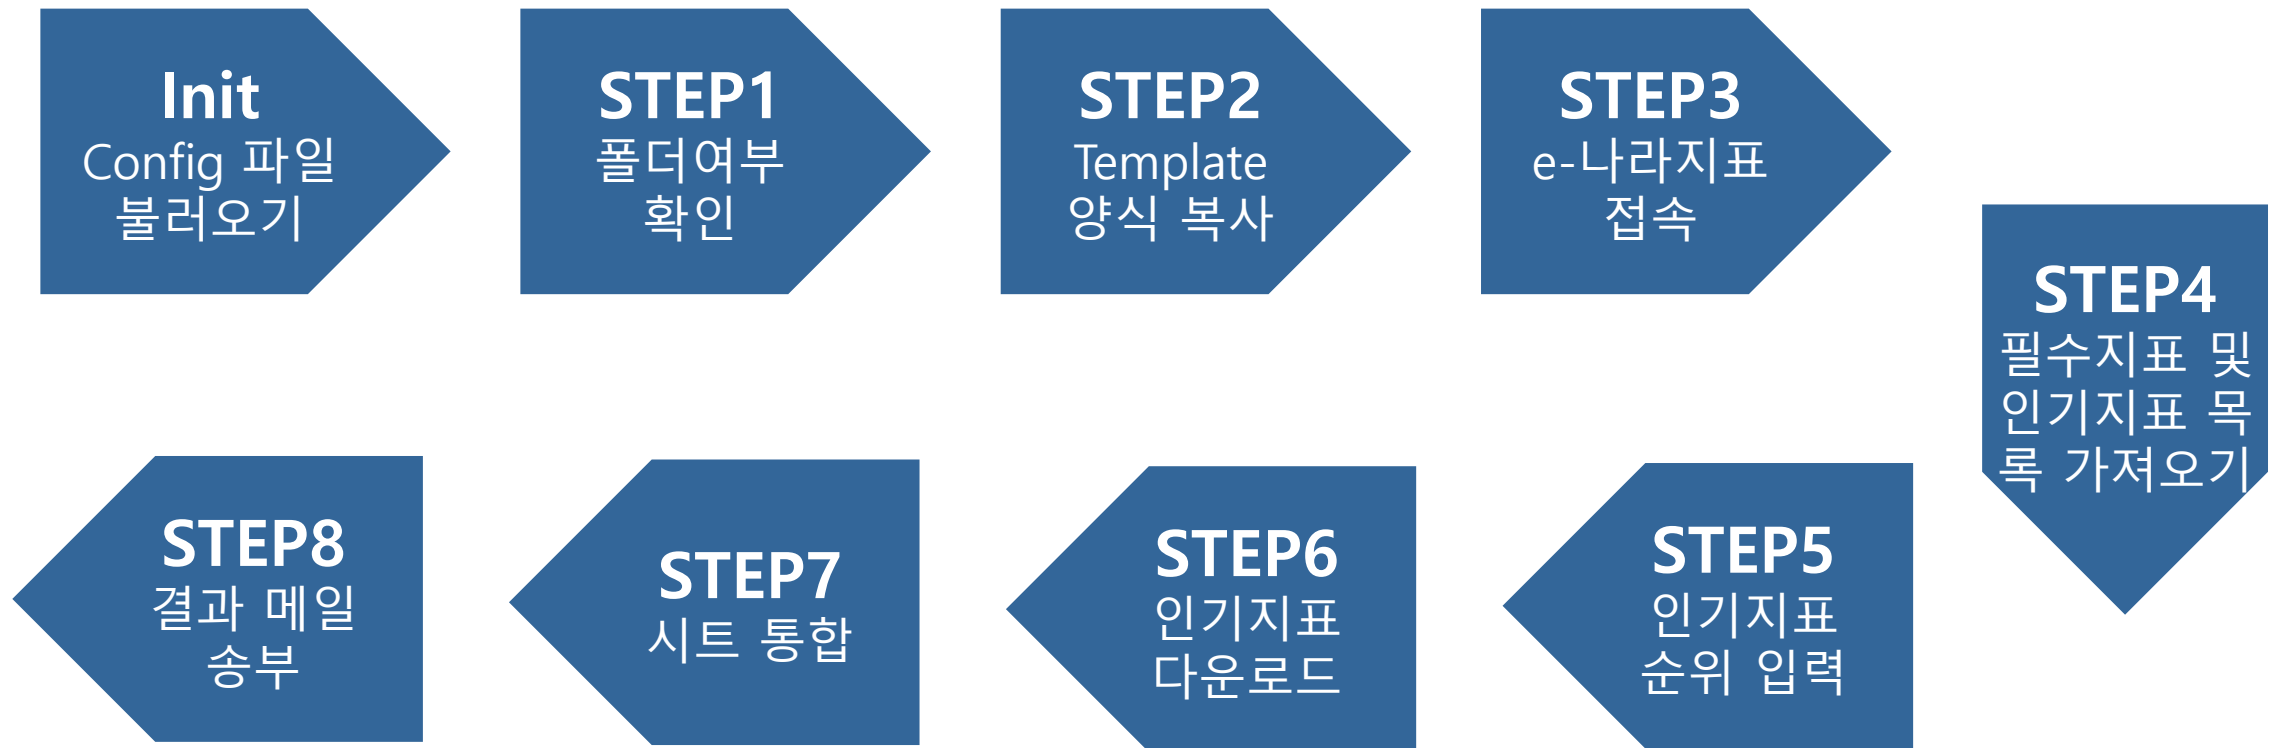 Init
Config 파일
불러오기
STEP1
폴더여부
확인
STEP2
Template
양식 복사
STEP3
e-나라지표
접속
STEP4
필수지표 및
인기지표 목
록 가져오기
STEP5
인기지표
순위 입력
STEP6
인기지표
다운로드
STEP7
시트 통합
STEP8
결과 메일
송부